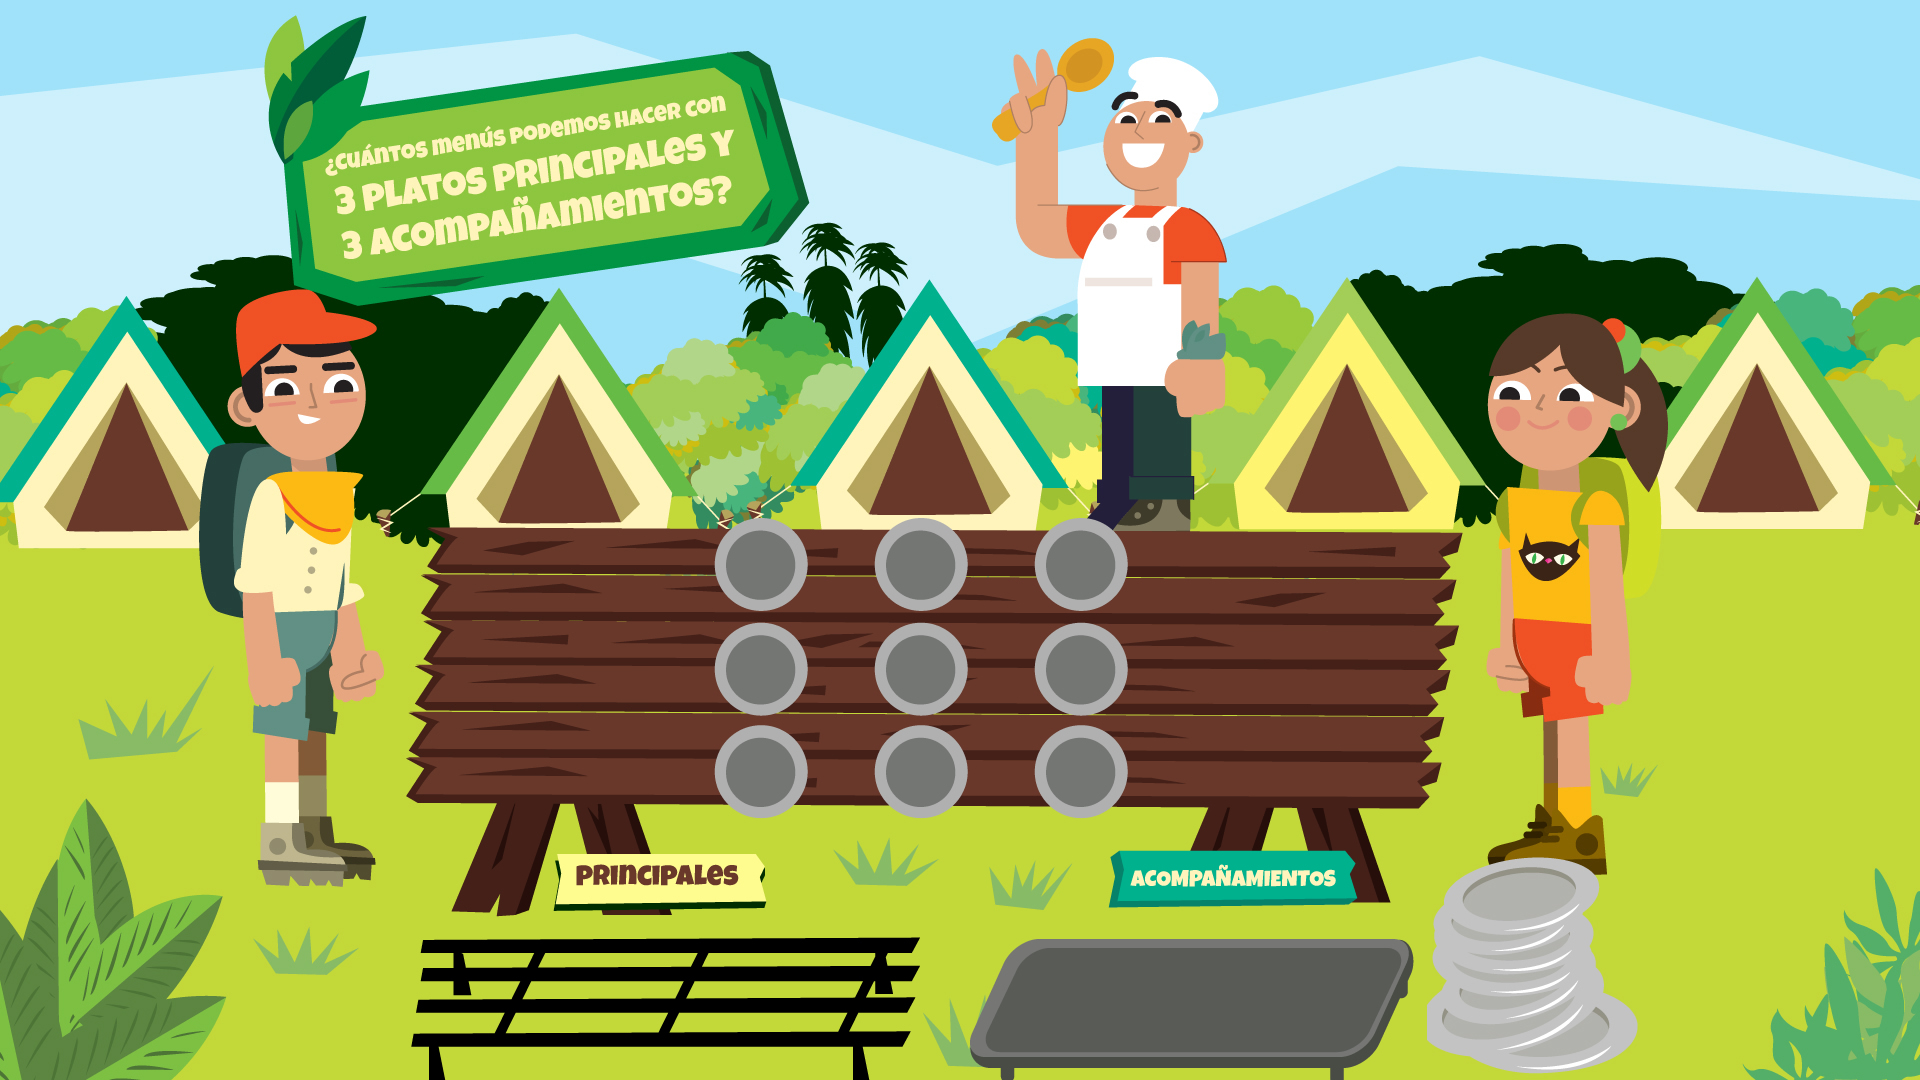 ¿Cuántos menús podemos hacer con
3 platos principales y
3 acompañamientos?
PRINCIPALES
ACOMPAÑAMIENTOS